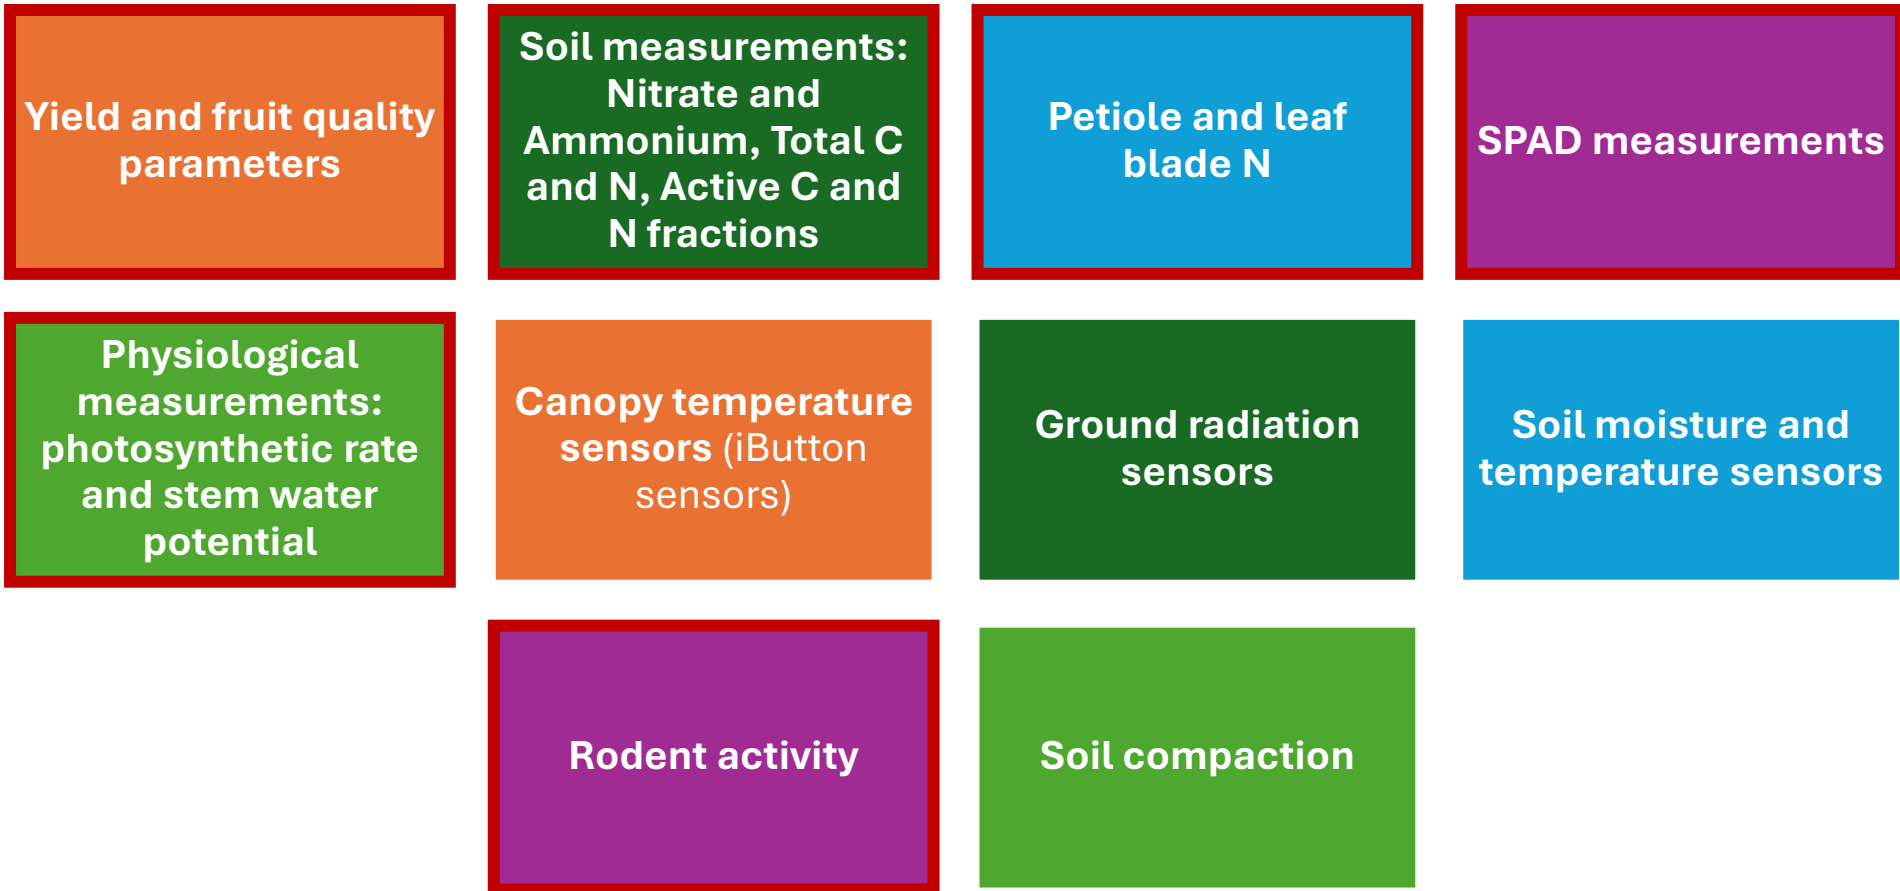 Yield and fruit quality
parameters
Soil measurements:
Nitrate and
Ammonium, Total C
and N, Active C and
N fractions
Petiole and leaf
blade N
SPAD measurements
Physiological
measurements:
photosynthetic rate
and stem water
potential
Canopy temperature
sensors (iButton
sensors)
Ground radiation
sensors
Soil moisture and
temperature sensors
Rodent activity
Soil compaction